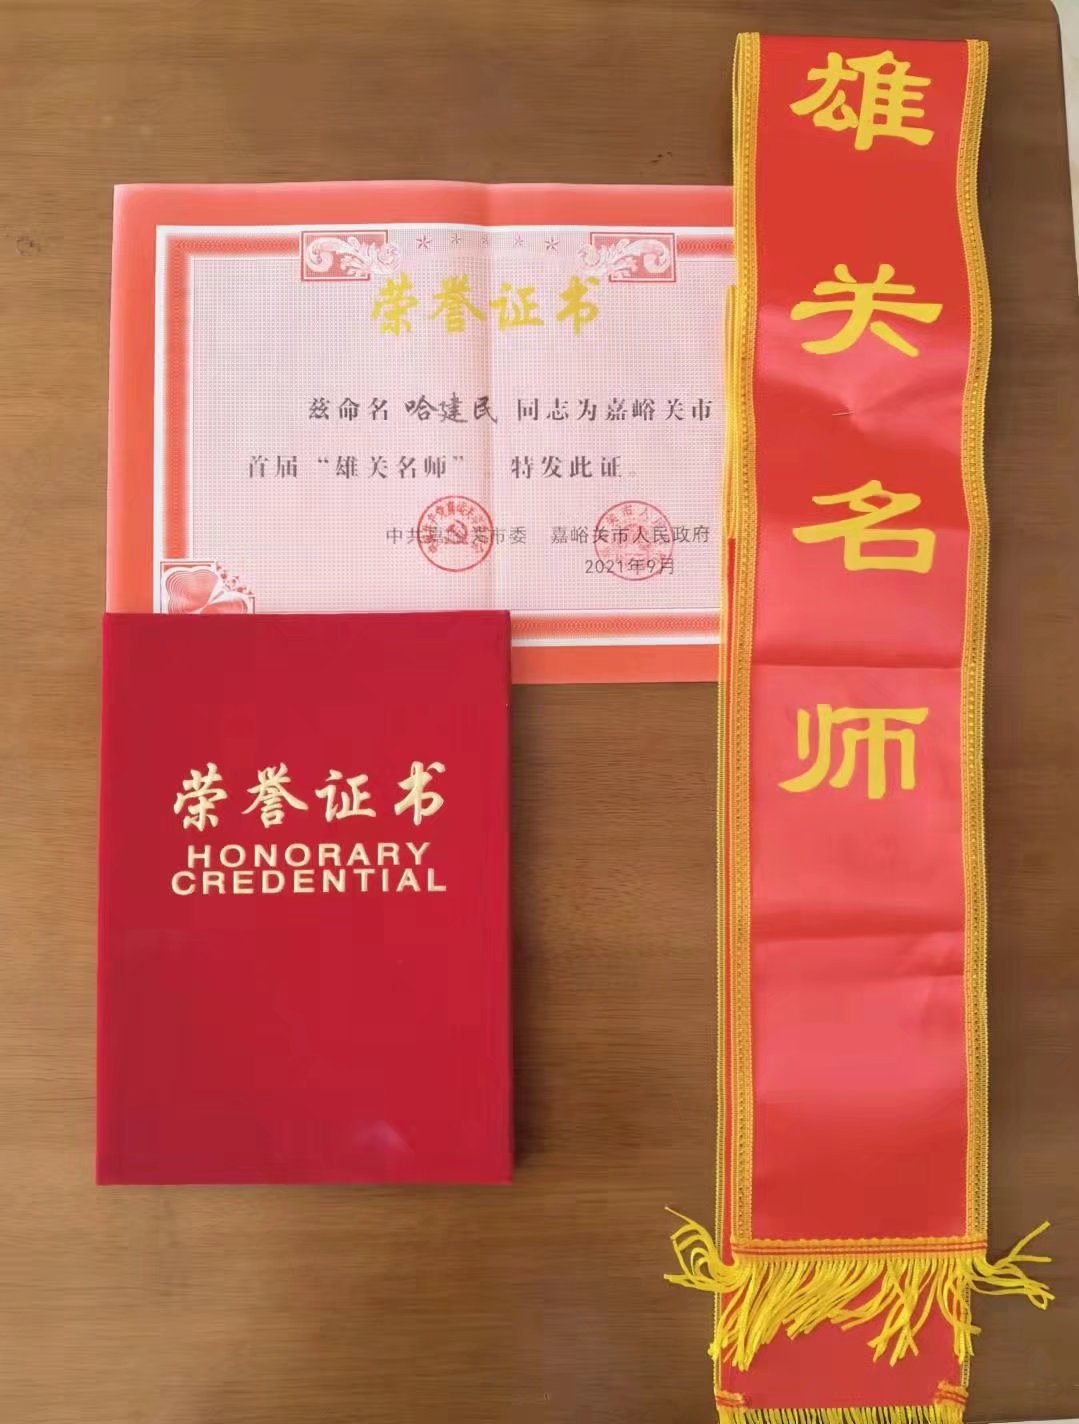 荣誉证书
兹命名 哈建民 同志为嘉峪关市
首届“雄关名师”，特发此证。
中共嘉峪关市委 嘉峪关市人民政府
2021年9月
荣誉证书
HONORARY
CREDENTIAL
雄关名师